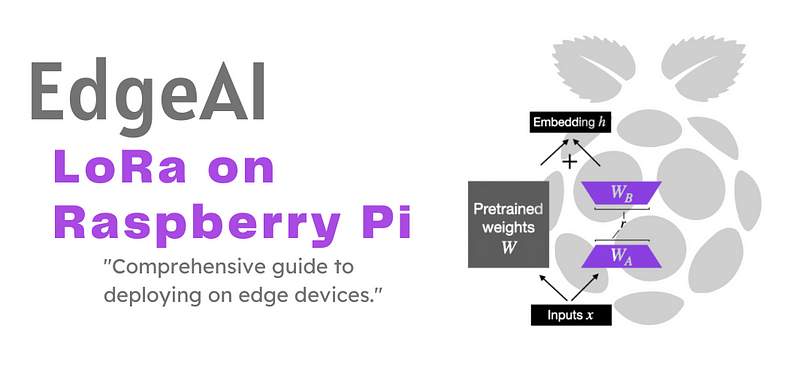 EdgeAI
LoRa on
Raspberry Pi
"Comprehensive guide to
deploying on edge devices."
Embedding h
+
Pretrained
weights
W
W_B
r
W_A
Inputs x